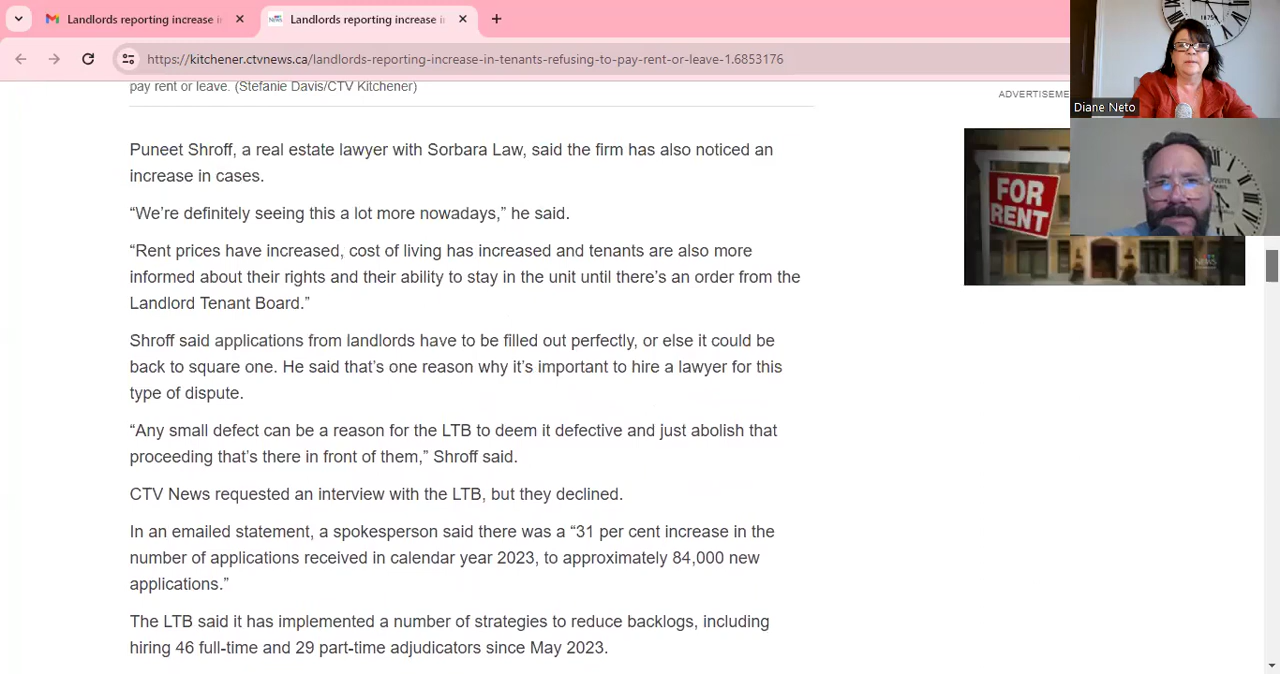 Landlords reporting increase i
Landlords reporting increase i
https://kitchener.ctvnews.ca/landlords-reporting-increase-in-tenants-refusing-to-pay-rent-or-leave-1.6853176
Diane Neto
pay rent or leave. (Stefanie Davis/CTV Kitchener)
ADVERTISEME
Puneet Shroff, a real estate lawyer with Sorbara Law, said the firm has also noticed an
increase in cases.
“We’re definitely seeing this a lot more nowadays,” he said.
“Rent prices have increased, cost of living has increased and tenants are also more
informed about their rights and their ability to stay in the unit until there’s an order from the
Landlord Tenant Board.”
Shroff said applications from landlords have to be filled out perfectly, or else it could be
back to square one. He said that’s one reason why it’s important to hire a lawyer for this
type of dispute.
“Any small defect can be a reason for the LTB to deem it defective and just abolish that
proceeding that’s there in front of them,” Shroff said.
CTV News requested an interview with the LTB, but they declined.
In an emailed statement, a spokesperson said there was a “31 per cent increase in the
number of applications received in calendar year 2023, to approximately 84,000 new
applications.”
The LTB said it has implemented a number of strategies to reduce backlogs, including
hiring 46 full-time and 29 part-time adjudicators since May 2023.
FOR
RENT
NEWS